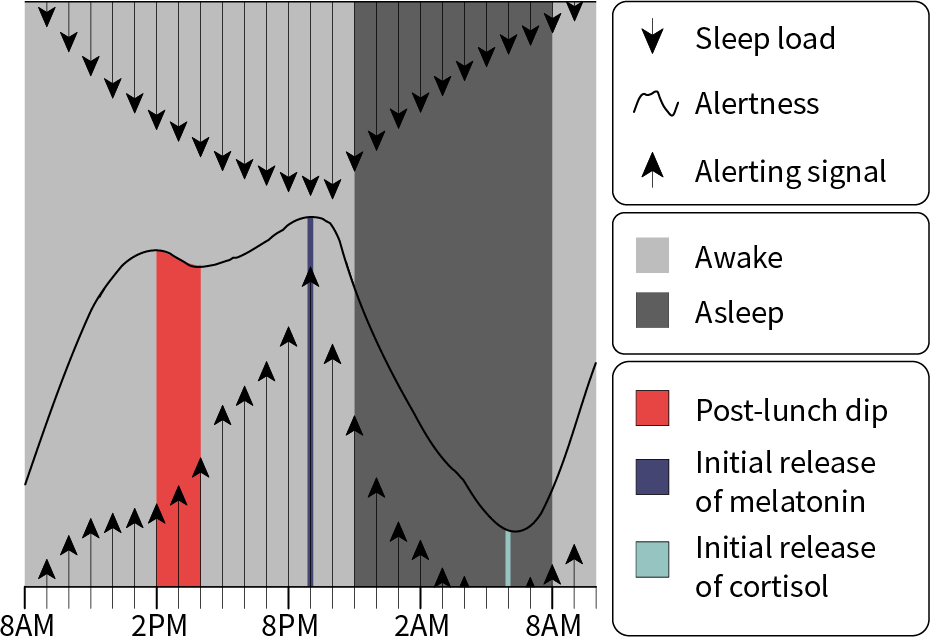 Sleep load
Alertness
Alerting signal
Awake
Asleep
Post-lunch dip
Initial release
of melatonin
Initial release
of cortisol
8AM 2PM 8PM 2AM 8AM